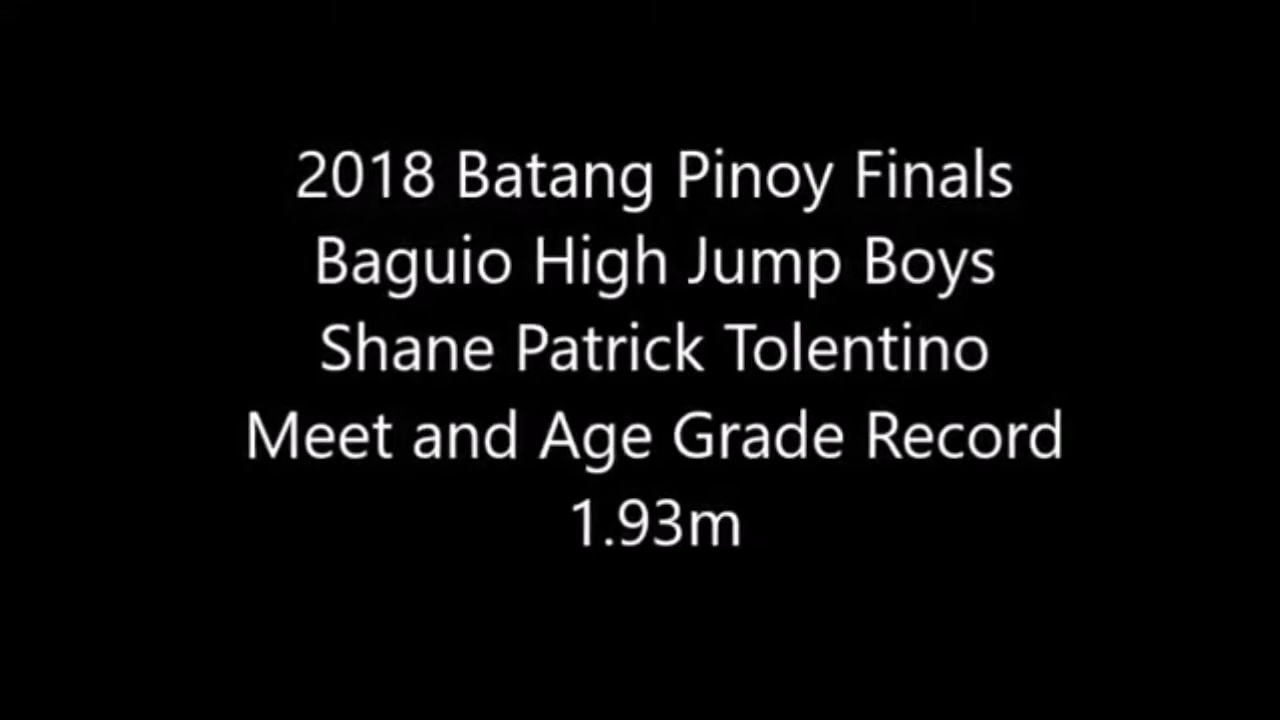 2018 Batang Pinoy Finals
Baguio High Jump Boys
Shane Patrick Tolentino
Meet and Age Grade Record
1.93m